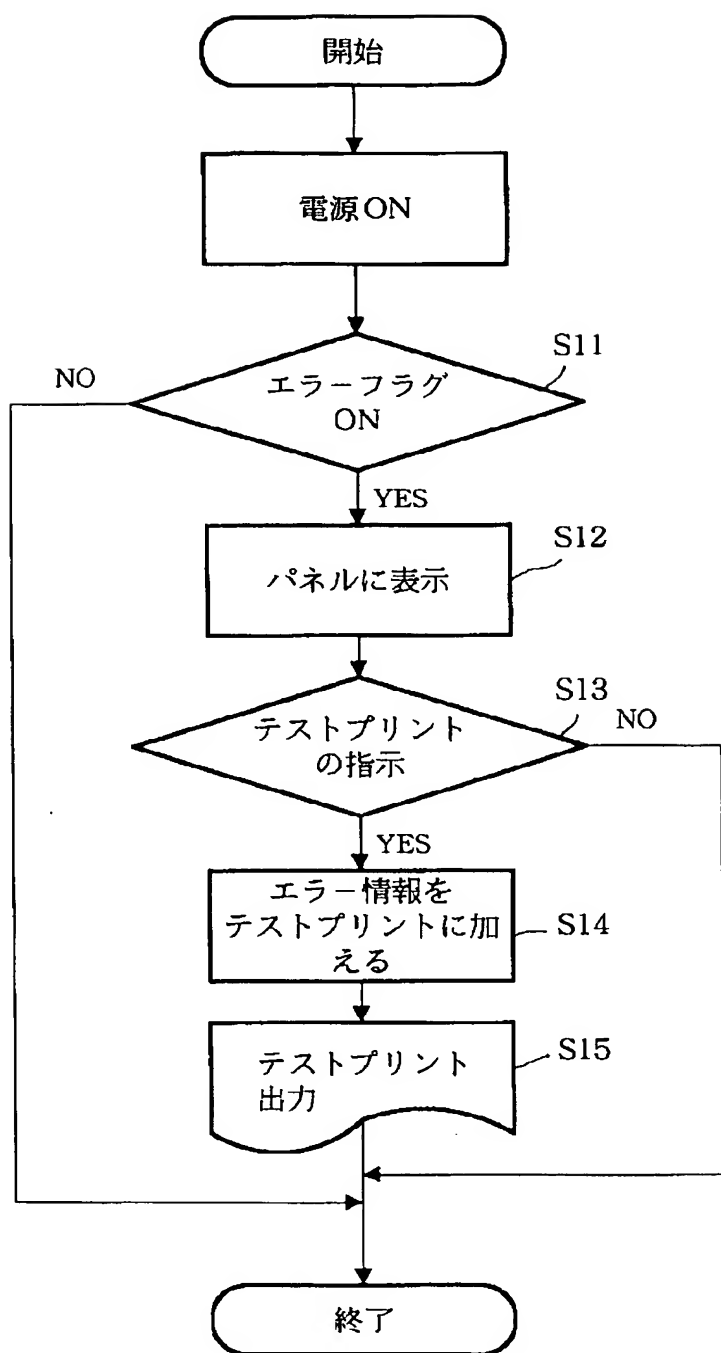 開始
電源ON
S11
NO
エラーフラグ
ON
YES
S12
パネルに表示
S13
NO
テストプリント
の指示
YES
エラー情報を
テストプリントに加
える
S14
S15
テストプリント
出力
終了